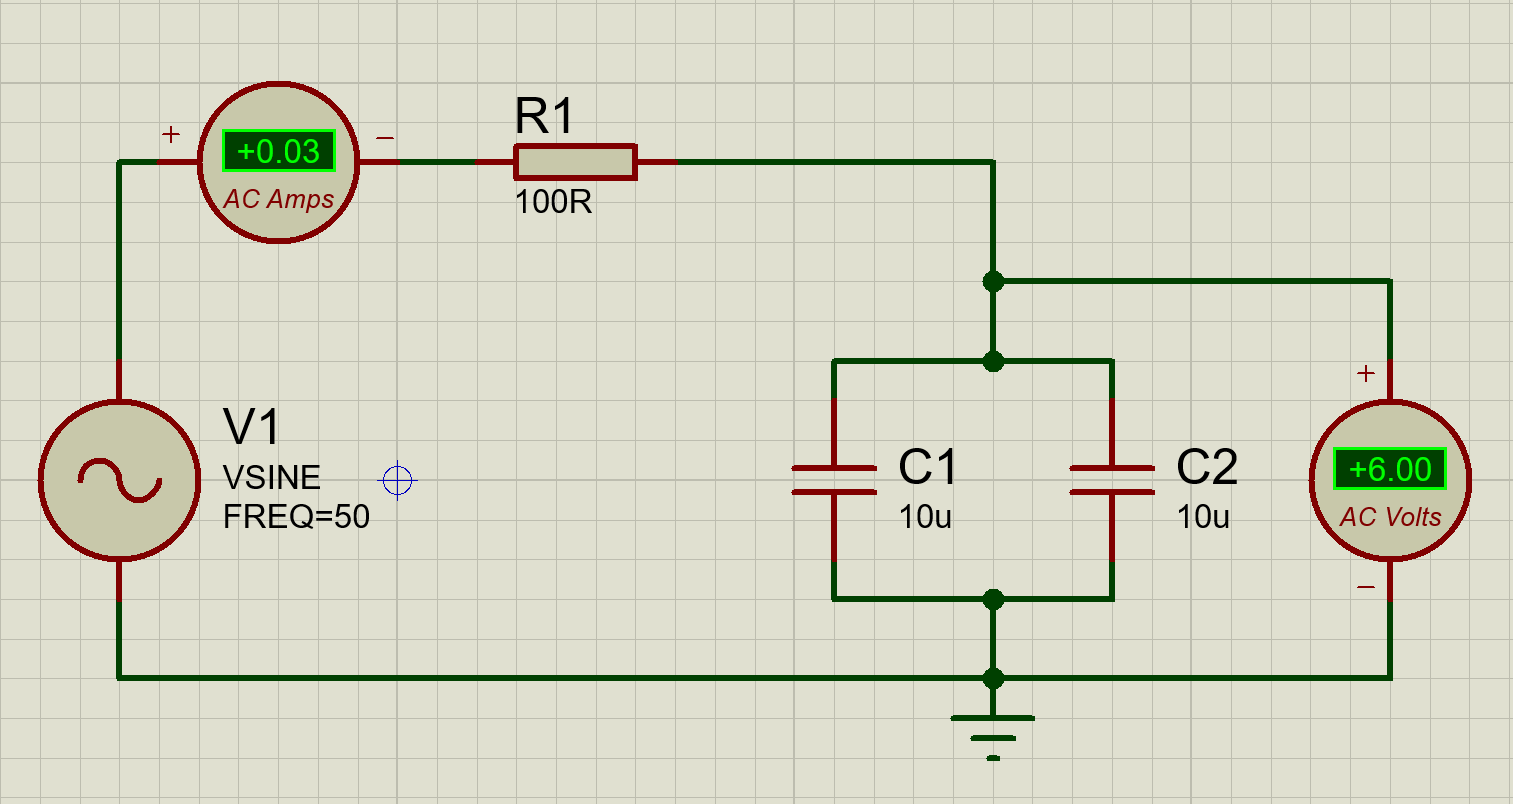 R1
+
+0.03
−
AC Amps
100R
V1
VSINE
FREQ=50
C1
10u
C2
10u
+
+6.00
AC Volts
−